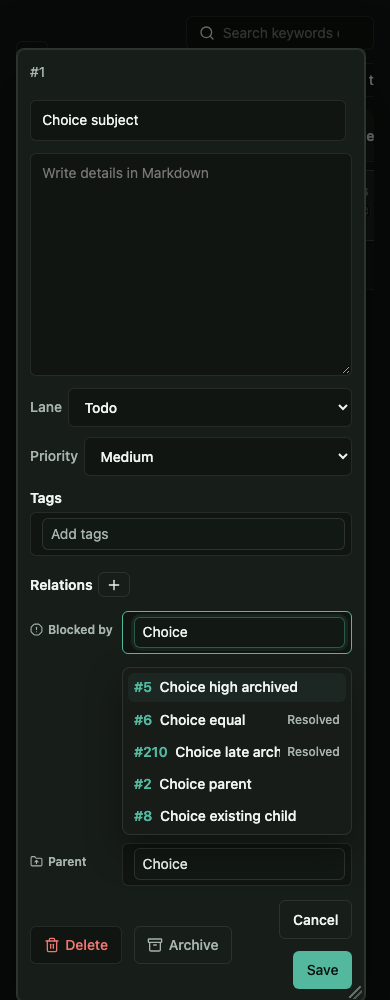 Search keywords
#1
t
Choice subject
e
Write details in Markdown
Lane Todo
Priority Medium
Tags
Add tags
Relations +
Blocked by Choice
#5 Choice high archived
#6 Choice equal Resolved
#210 Choice late arch Resolved
#2 Choice parent
#8 Choice existing child
Parent Choice
Cancel
Delete Archive
Save